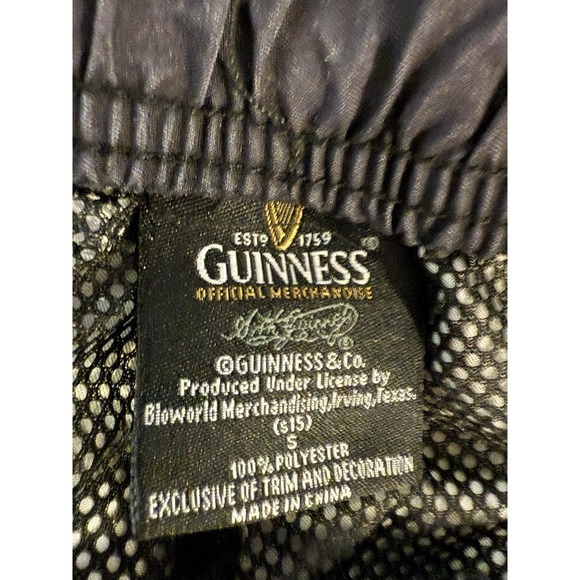 ESTD 1759
GUINNESS®
OFFICIAL MERCHANDISE
®
©GUINNESS & Co.
Produced Under License by
Bioworld Merchandising, Irving, Texas.
(s15)
S
100% POLYESTER
EXCLUSIVE OF TRIM AND DECORATION
MADE IN CHINA